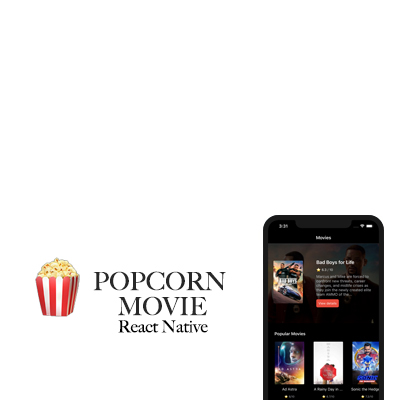 POPCORN
MOVIE
React Native
3:31
Movies
Bad Boys for Life
6.5 / 10
Marcus and Mike are forced to
confront new threats, career
changes, and midlife crises as
they join the newly created elite
team AMMO of the...
View details
Popular Movies
Ad Astra
A Rainy Day in ...
Sonic the Hedge